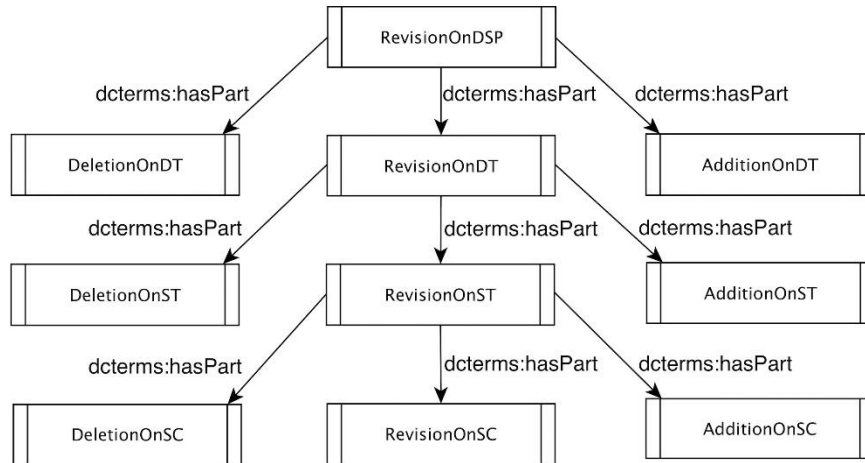 RevisionOnDSP
dcterms:hasPart dcterms:hasPart dcterms:hasPart
DeletionOnDT RevisionOnDT AdditionOnDT
dcterms:hasPart dcterms:hasPart dcterms:hasPart
DeletionOnST RevisionOnST AdditionOnST
dcterms:hasPart dcterms:hasPart dcterms:hasPart
DeletionOnSC RevisionOnSC AdditionOnSC